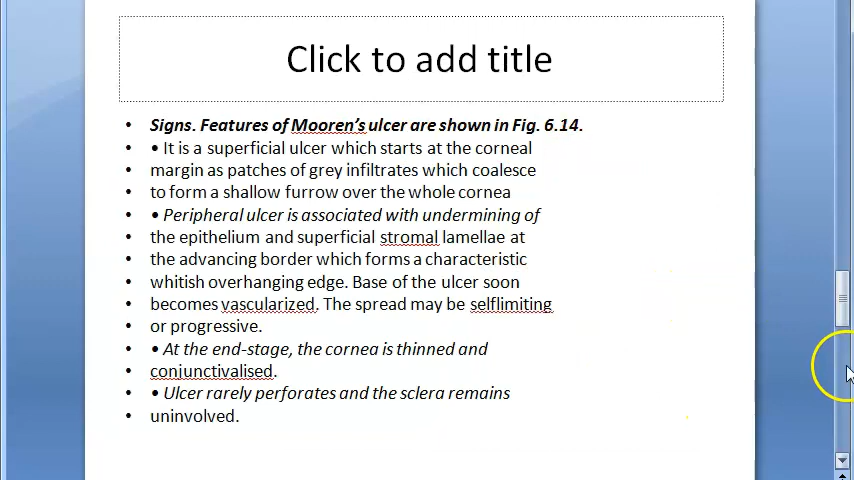 Click to add title
• Signs. Features of Mooren's ulcer are shown in Fig. 6.14.
• • It is a superficial ulcer which starts at the corneal
• margin as patches of grey infiltrates which coalesce
• to form a shallow furrow over the whole cornea
• • Peripheral ulcer is associated with undermining of
• the epithelium and superficial stromal lamellae at
• the advancing border which forms a characteristic
• whitish overhanging edge. Base of the ulcer soon
• becomes vascularized. The spread may be selflimiting
• or progressive.
• • At the end-stage, the cornea is thinned and
• conjunctivalised.
• • Ulcer rarely perforates and the sclera remains
• uninvolved.